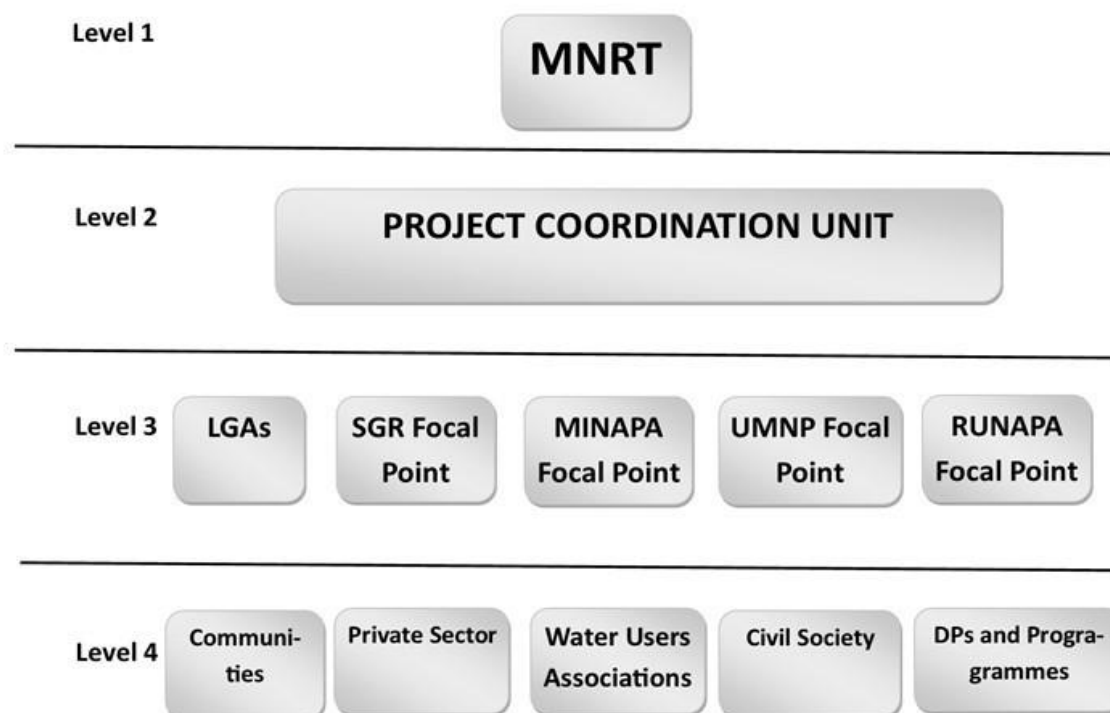 Level 1
MNRT
Level 2
PROJECT COORDINATION UNIT
Level 3
LGAs
SGR Focal
Point
MINAPA
Focal Point
UMNP Focal
Point
RUNAPA
Focal Point
Level 4
Communi-
ties
Private Sector
Water Users
Associations
Civil Society
DPs and Progra-
grammes